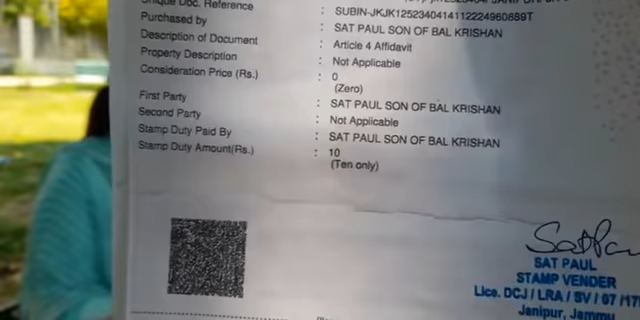 Unique Doc. Reference : SUBIN-JKJK12523404141122249608​89T
Purchased by : SAT PAUL SON OF BAL KRISHAN
Description of Document : Article 4 Affidavit
Property Description : Not Applicable
Consideration Price (Rs.) : 0
(Zero)
First Party : SAT PAUL SON OF BAL KRISHAN
Second Party : Not Applicable
Stamp Duty Paid By : SAT PAUL SON OF BAL KRISHAN
Stamp Duty Amount(Rs.) : 10
(Ten only)
SAT PAUL
STAMP VENDER
Lice. DCJ / LRA / SV / 07 /
Janipur, Jammu